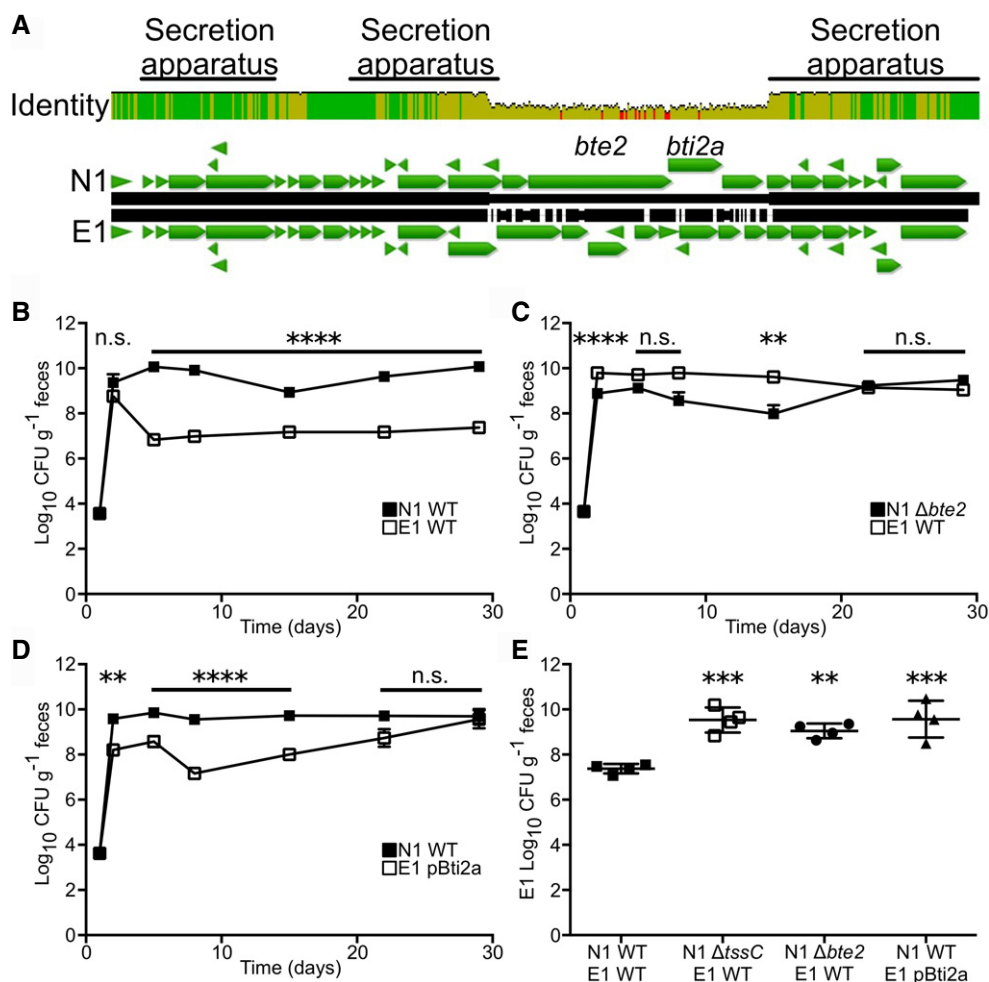 A
Secretion apparatus
Secretion apparatus
Secretion apparatus
Identity
bte2
bti2a
N1
E1
B
12
10
8
6
4
2
0
Log10 CFU g-1 feces
n.s.
****
N1 WT
E1 WT
0
10
20
30
Time (days)
C
12
10
8
6
4
2
0
Log10 CFU g-1 feces
****
n.s.
**
n.s.
N1 Δbte2
E1 WT
0
10
20
30
Time (days)
D
12
10
8
6
4
2
0
Log10 CFU g-1 feces
**
****
n.s.
N1 WT
E1 pBti2a
0
10
20
30
Time (days)
E
12
10
8
6
4
2
0
E1 Log10 CFU g-1 feces
***
**
***
N1 WT
E1 WT
N1 ΔtssC
E1 WT
N1 Δbte2
E1 WT
N1 WT
E1 pBti2a